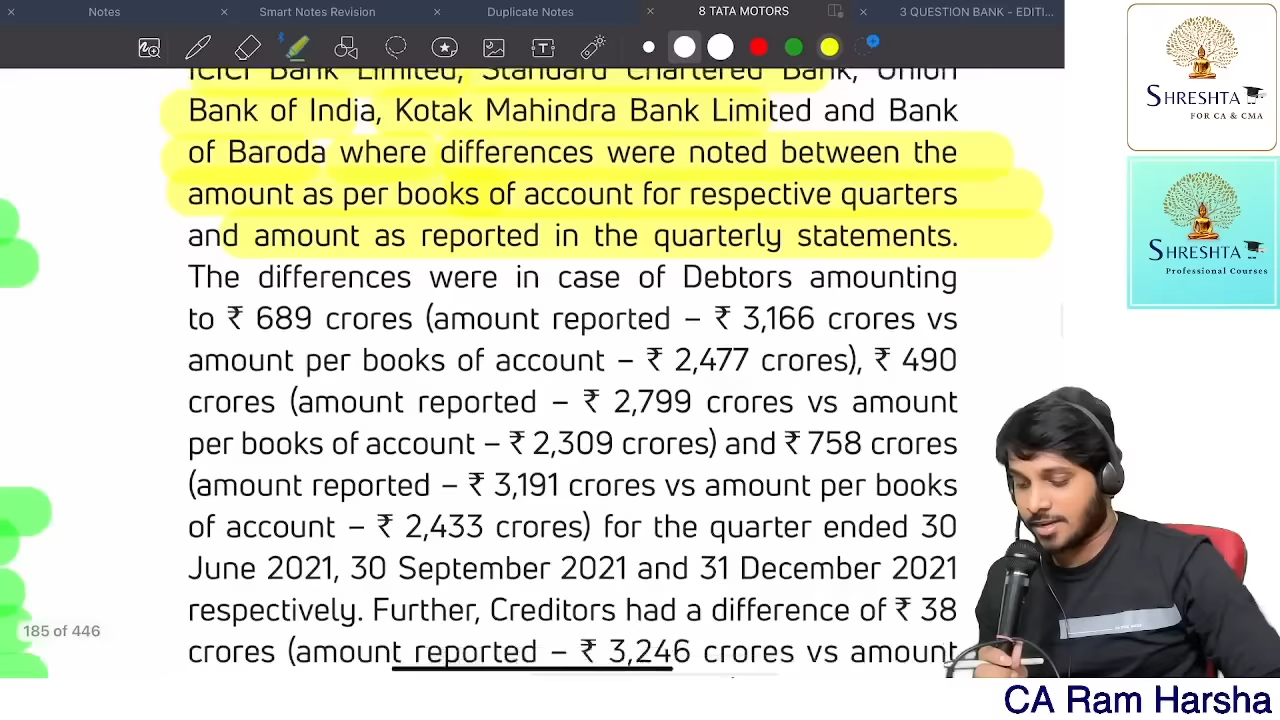 Notes
Smart Notes Revision
Duplicate Notes
8 TATA MOTORS
3 QUESTION BANK - EDITI...
ICICI Bank Limited, Standard Chartered Bank, Union
Bank of India, Kotak Mahindra Bank Limited and Bank
of Baroda where differences were noted between the
amount as per books of account for respective quarters
and amount as reported in the quarterly statements.
The differences were in case of Debtors amounting
to ₹ 689 crores (amount reported – ₹ 3,166 crores vs
amount per books of account – ₹ 2,477 crores), ₹ 490
crores (amount reported – ₹ 2,799 crores vs amount
per books of account – ₹ 2,309 crores) and ₹ 758 crores
(amount reported – ₹ 3,191 crores vs amount per books
of account – ₹ 2,433 crores) for the quarter ended 30
June 2021, 30 September 2021 and 31 December 2021
respectively. Further, Creditors had a difference of ₹ 38
crores (amount reported – ₹ 3,246 crores vs amount
185 of 446
SHRESHTA
FOR CA & CMA
SHRESHTA
Professional Courses
CA Ram Harsha